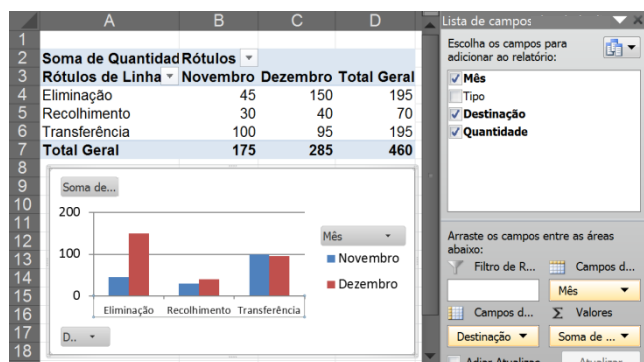 A B C D
1
2 Soma de Quantidad Rótulos
3 Rótulos de Linha Novembro Dezembro Total Geral
4 Eliminação 45 150 195
5 Recolhimento 30 40 70
6 Transferência 100 95 195
7 Total Geral 175 285 460
8
9
10
11
12
13
14
15
16
17
18
Soma de...
200
100
0
Eliminação Recolhimento Transferência
Mês
Novembro
Dezembro
D..
Lista de campos
Escolha os campos para
adicionar ao relatório:
Mês
Tipo
Destinação
Quantidade
Arraste os campos entre as áreas
abaixo:
Filtro de R... Campos d...
Mês
Campos d... Σ Valores
Destinação Soma de ...
Adiar Atualizaç Atualizar